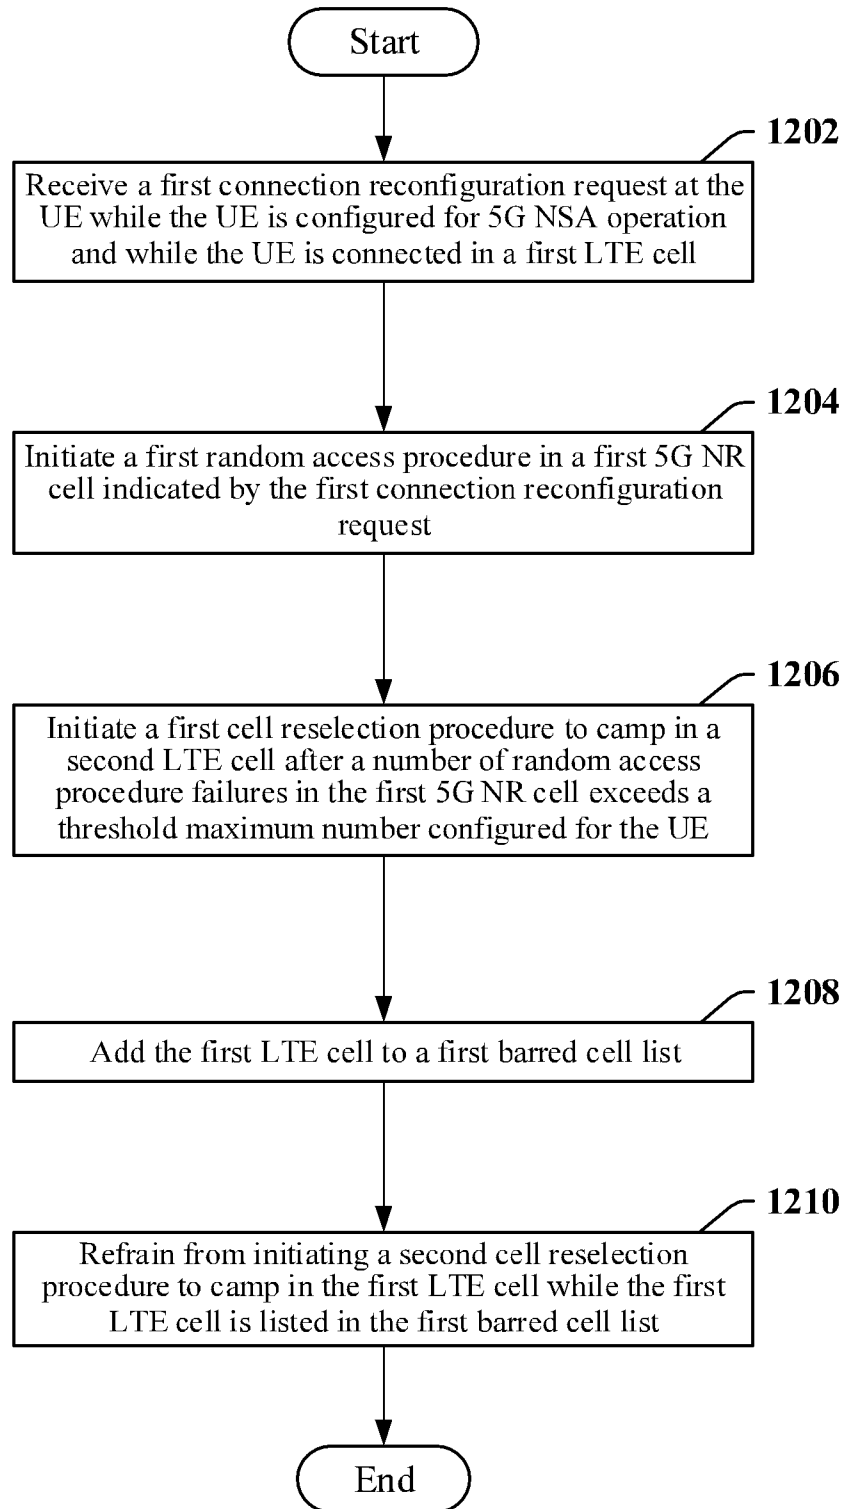 Start
1202
Receive a first connection reconfiguration request at the
UE while the UE is configured for 5G NSA operation
and while the UE is connected in a first LTE cell
1204
Initiate a first random access procedure in a first 5G NR
cell indicated by the first connection reconfiguration
request
1206
Initiate a first cell reselection procedure to camp in a
second LTE cell after a number of random access
procedure failures in the first 5G NR cell exceeds a
threshold maximum number configured for the UE
1208
Add the first LTE cell to a first barred cell list
1210
Refrain from initiating a second cell reselection
procedure to camp in the first LTE cell while the first
LTE cell is listed in the first barred cell list
End